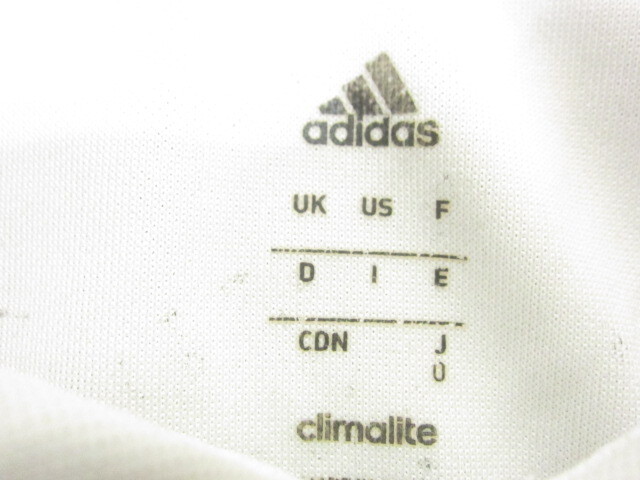 adidas
UK US F
D I E
CDN J
O
climalite